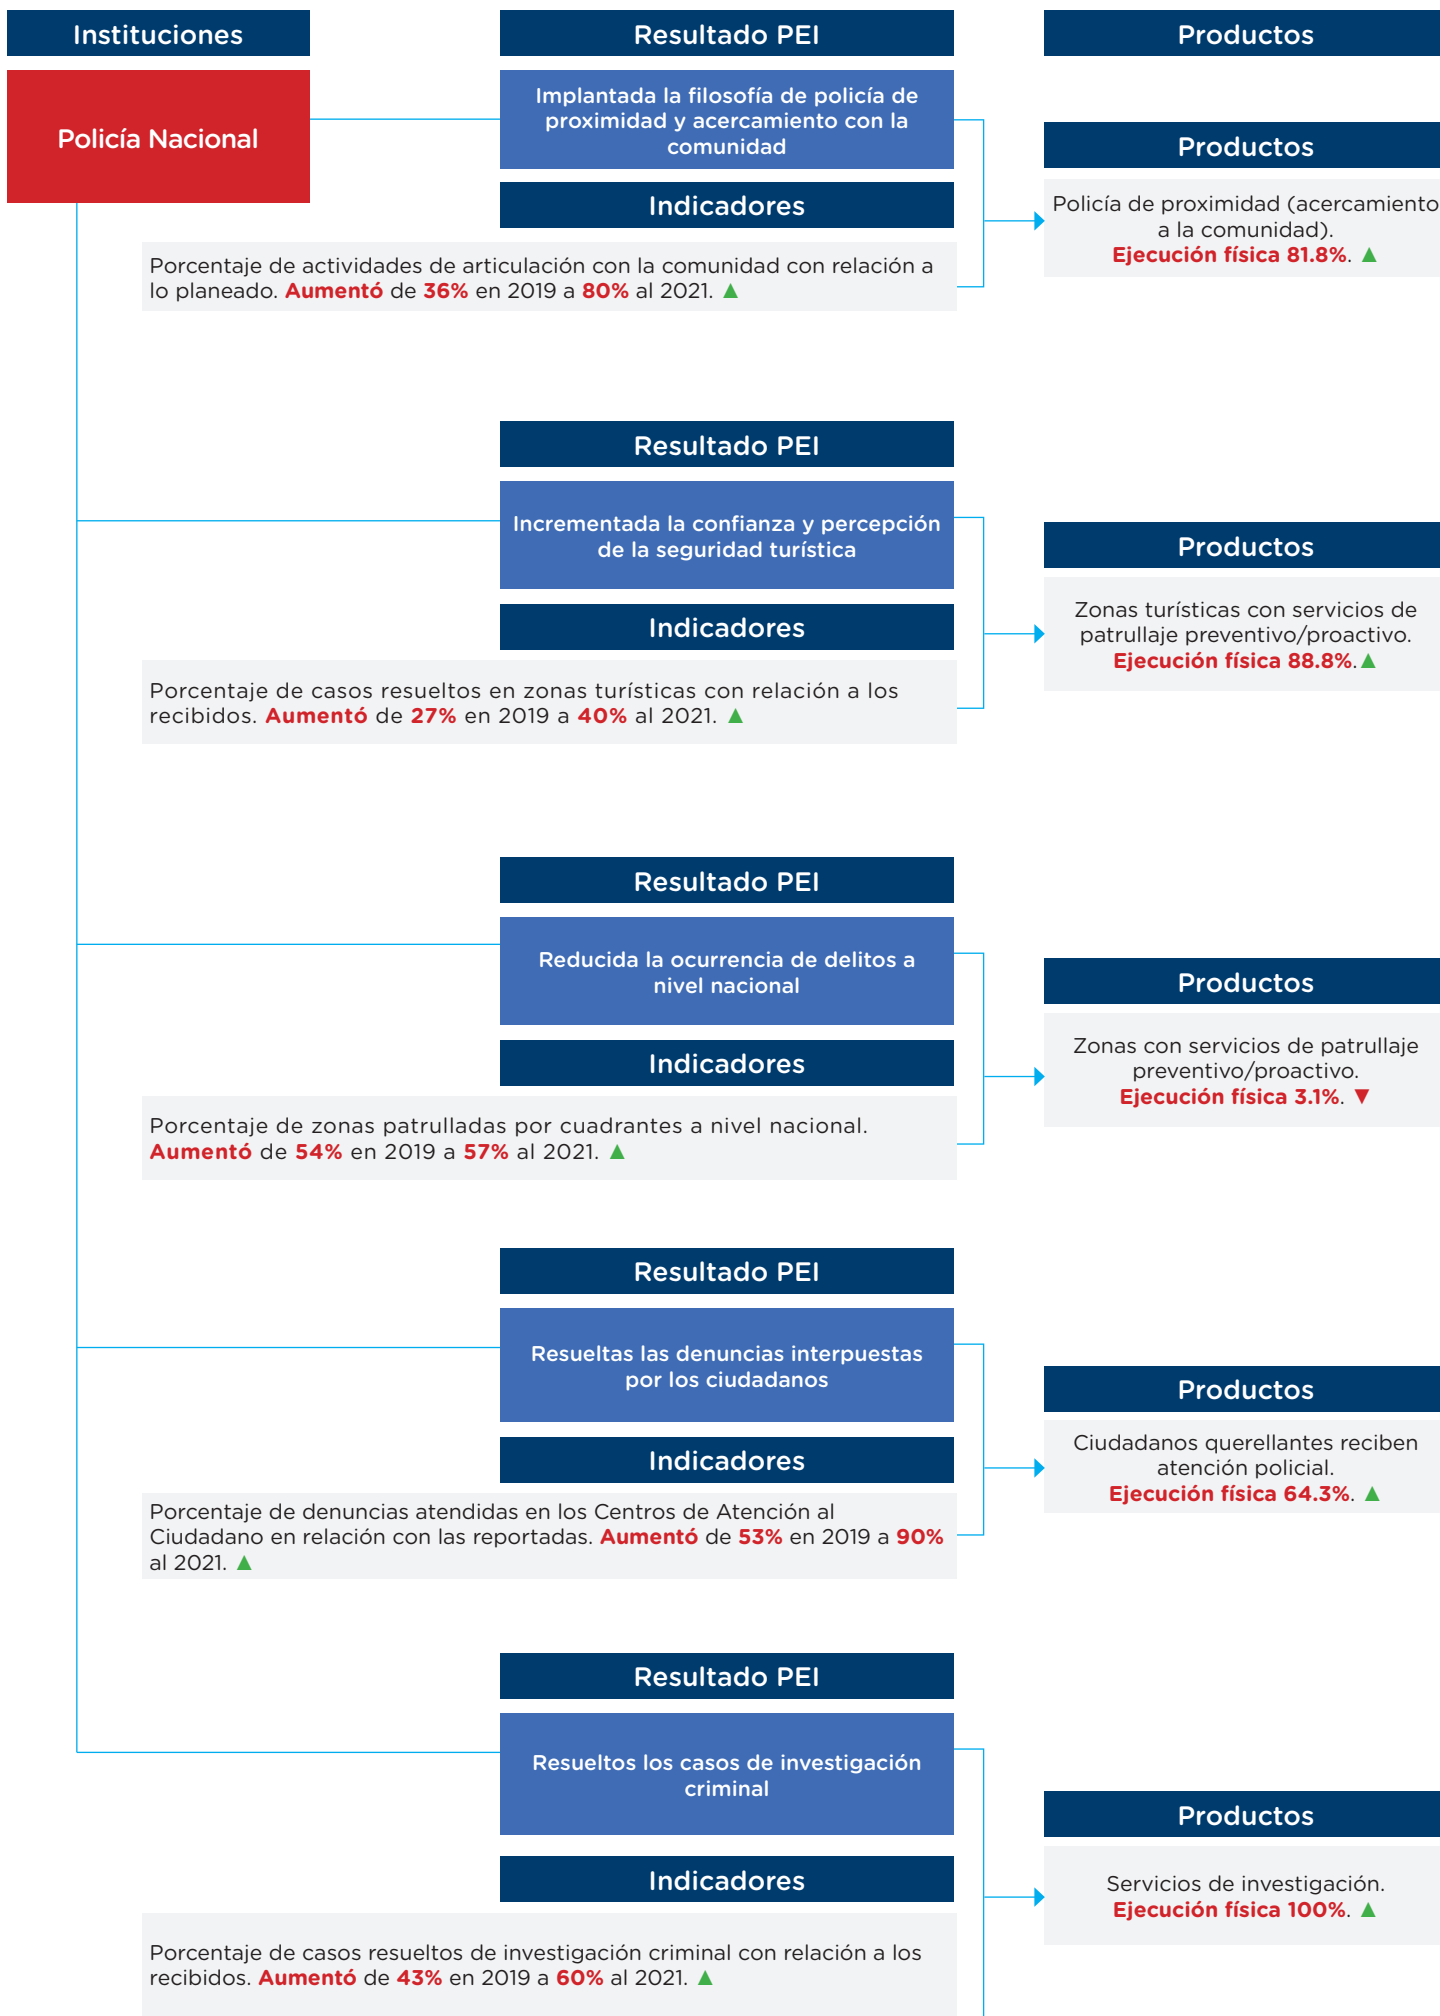 Instituciones
Resultado PEI
Productos
Policía Nacional
Implantada la filosofía de policía de
proximidad y acercamiento con la
comunidad
Indicadores
Porcentaje de actividades de articulación con la comunidad con relación a
lo planeado. Aumentó de 36% en 2019 a 80% al 2021. ▲
Productos
Policía de proximidad (acercamiento
a la comunidad).
Ejecución física 81.8%. ▲
Resultado PEI
Incrementada la confianza y percepción
de la seguridad turística
Indicadores
Porcentaje de casos resueltos en zonas turísticas con relación a los
recibidos. Aumentó de 27% en 2019 a 40% al 2021. ▲
Productos
Zonas turísticas con servicios de
patrullaje preventivo/proactivo.
Ejecución física 88.8%.▲
Resultado PEI
Reducida la ocurrencia de delitos a
nivel nacional
Indicadores
Porcentaje de zonas patrulladas por cuadrantes a nivel nacional.
Aumentó de 54% en 2019 a 57% al 2021. ▲
Productos
Zonas con servicios de patrullaje
preventivo/proactivo.
Ejecución física 3.1%. ▼
Resultado PEI
Resueltas las denuncias interpuestas
por los ciudadanos
Indicadores
Porcentaje de denuncias atendidas en los Centros de Atención al
Ciudadano en relación con las reportadas. Aumentó de 53% en 2019 a 90%
al 2021. ▲
Productos
Ciudadanos querellantes reciben
atención policial.
Ejecución física 64.3%. ▲
Resultado PEI
Resueltos los casos de investigación
criminal
Indicadores
Porcentaje de casos resueltos de investigación criminal con relación a los
recibidos. Aumentó de 43% en 2019 a 60% al 2021. ▲
Productos
Servicios de investigación.
Ejecución física 100%. ▲